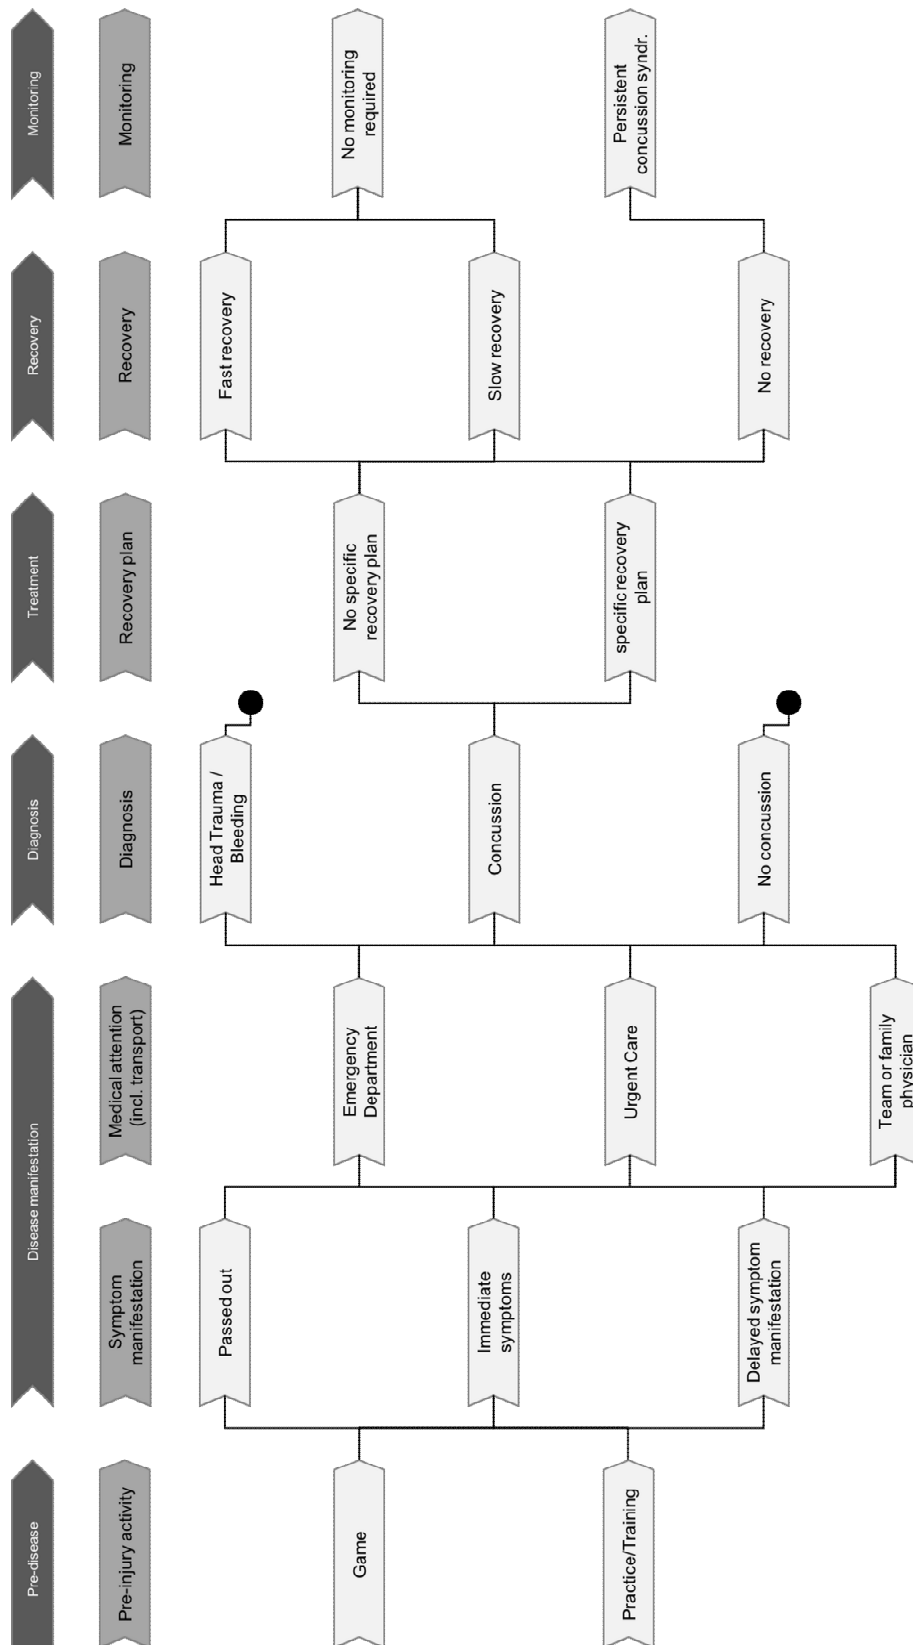 Pre-disease
Disease manifestation
Diagnosis
Treatment
Recovery
Monitoring
Pre-injury activity
Symptom
manifestation
Medical attention
(incl. transport)
Diagnosis
Recovery plan
Recovery
Monitoring
Game
Practice/Training
Passed out
Immediate
symptoms
Delayed symptom
manifestation
Emergency
Department
Urgent Care
Team or family
physician
Head Trauma /
Bleeding
Concussion
No concussion
No specific
recovery plan
specific recovery
plan
Fast recovery
Slow recovery
No recovery
No monitoring
required
Persistent
concussion syndr.